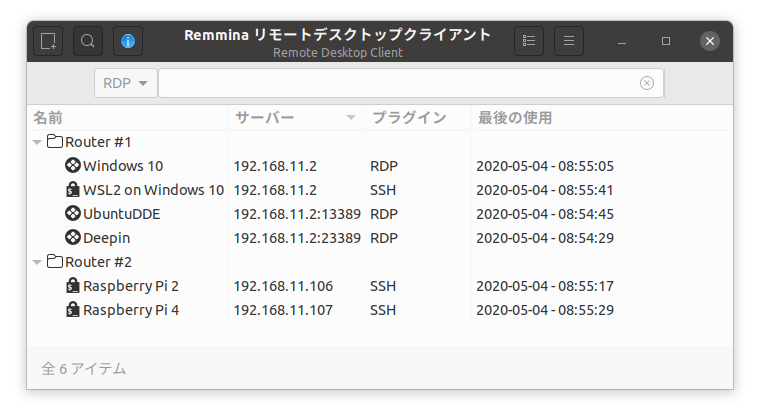 Remmina リモートデスクトップクライアント
Remote Desktop Client
RDP
名前 サーバー プラグイン 最後の使用
Router #1
Windows 10 192.168.11.2 RDP 2020-05-04 - 08:55:05
WSL2 on Windows 10 192.168.11.2 SSH 2020-05-04 - 08:55:41
UbuntuDDE 192.168.11.2:13389 RDP 2020-05-04 - 08:54:45
Deepin 192.168.11.2:23389 RDP 2020-05-04 - 08:54:29
Router #2
Raspberry Pi 2 192.168.11.106 SSH 2020-05-04 - 08:55:17
Raspberry Pi 4 192.168.11.107 SSH 2020-05-04 - 08:55:29
全 6 アイテム